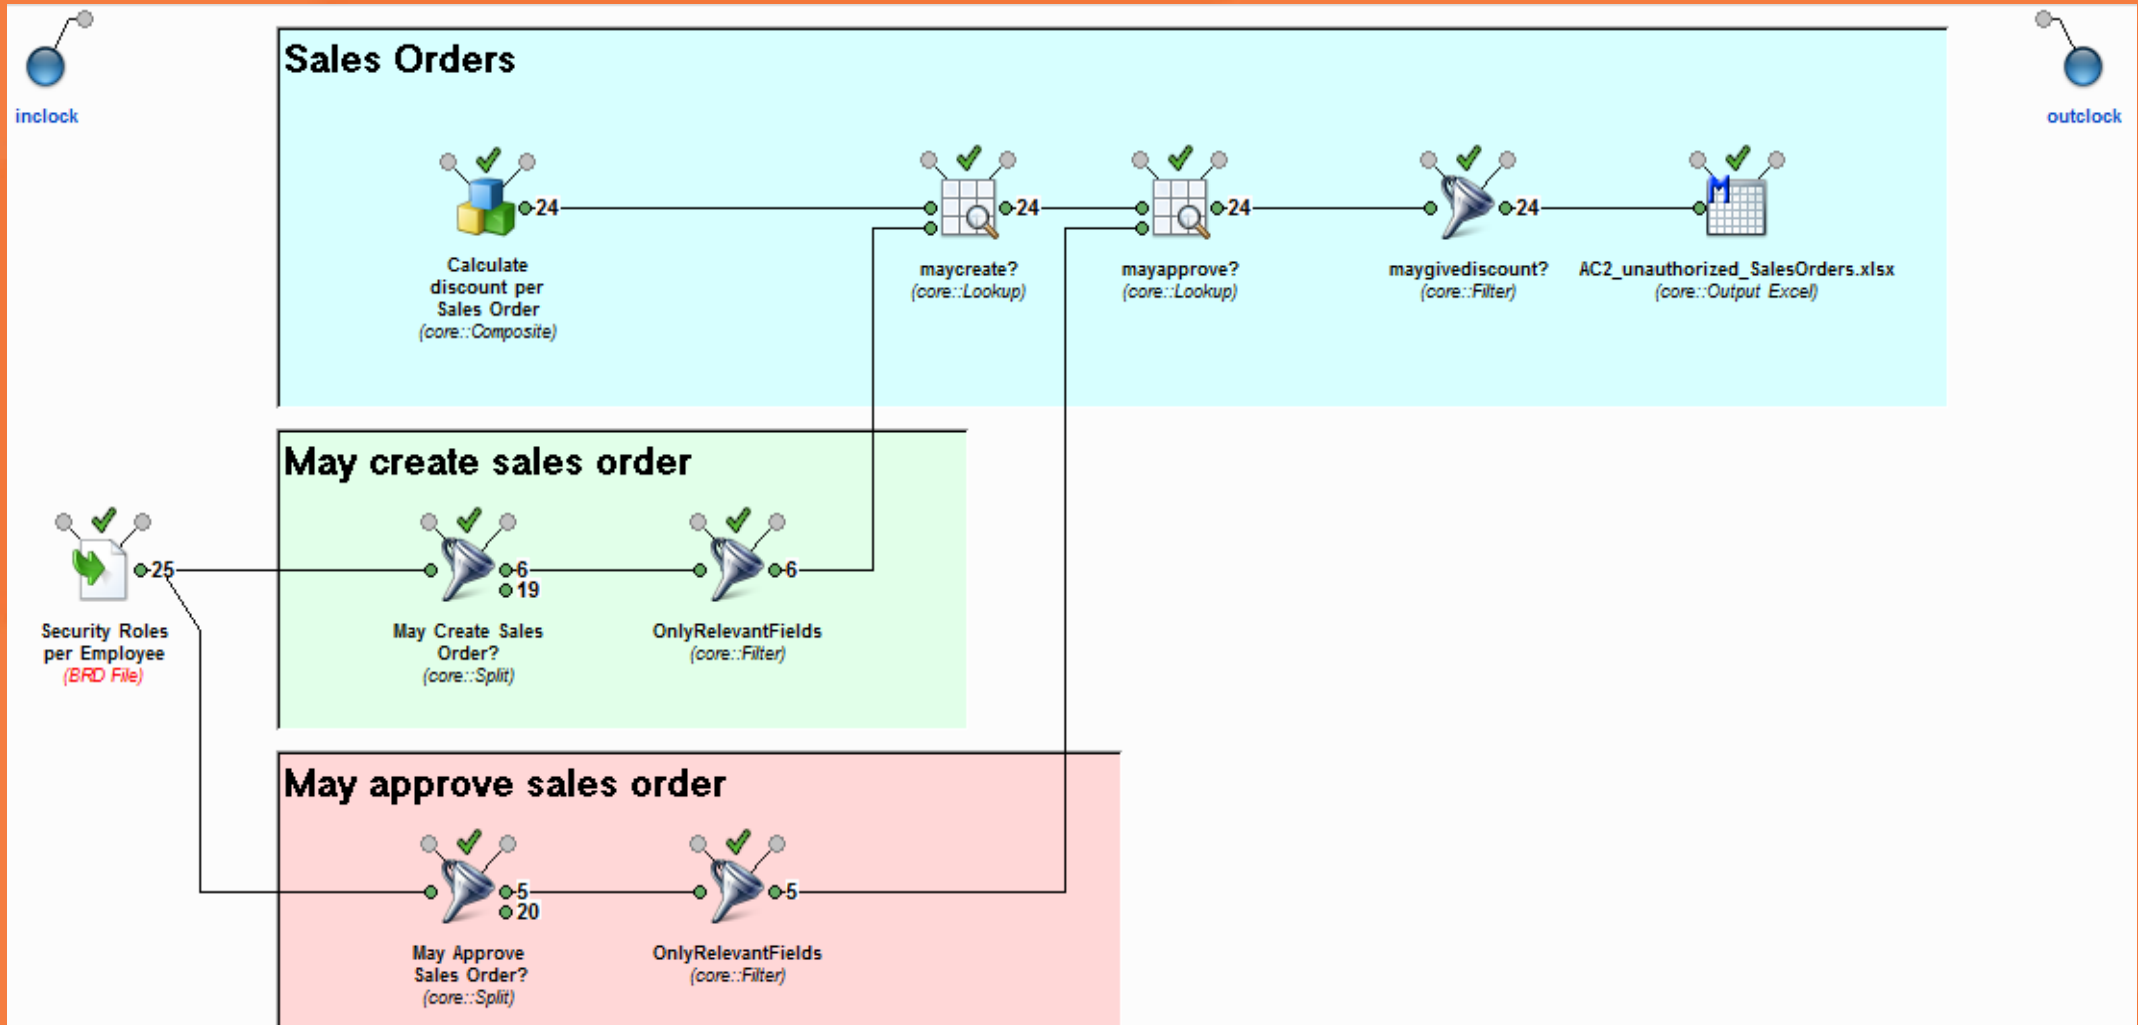 inclock
outclock
Sales Orders
24
24
24
24
Calculate
discount per
Sales Order
(core::Composite)
maycreate?
(core::Lookup)
mayapprove?
(core::Lookup)
maygivediscount?
(core::Filter)
AC2_unauthorized_SalesOrders.xlsx
(core::Output Excel)
May create sales order
25
6
19
6
Security Roles
per Employee
(BRD File)
May Create Sales
Order?
(core::Split)
OnlyRelevantFields
(core::Filter)
May approve sales order
5
20
5
May Approve
Sales Order?
(core::Split)
OnlyRelevantFields
(core::Filter)